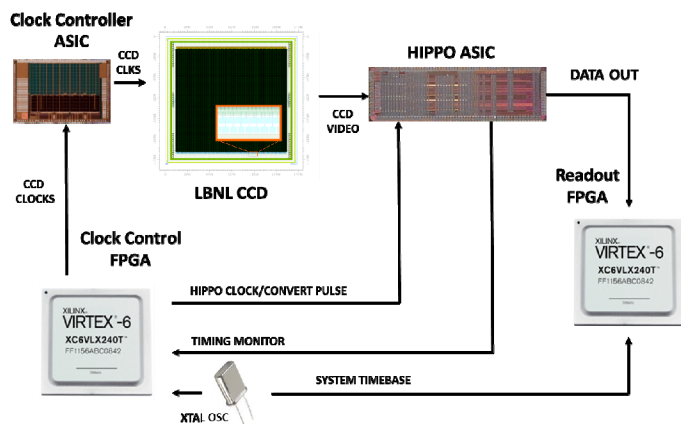 Clock Controller
ASIC
CCD
CLKS
HIPPO ASIC
DATA OUT
CCD
VIDEO
LBNL CCD
CCD
CLOCKS
Readout
FPGA
Clock Control
FPGA
XILINX®
VIRTEX®-6
XC6VLX240T™
FF1156ABC0842
HIPPO CLOCK/CONVERT PULSE
XILINX®
VIRTEX®-6
XC6VLX240T™
FF1156ABC0842
TIMING MONITOR
SYSTEM TIMEBASE
XTAL OSC